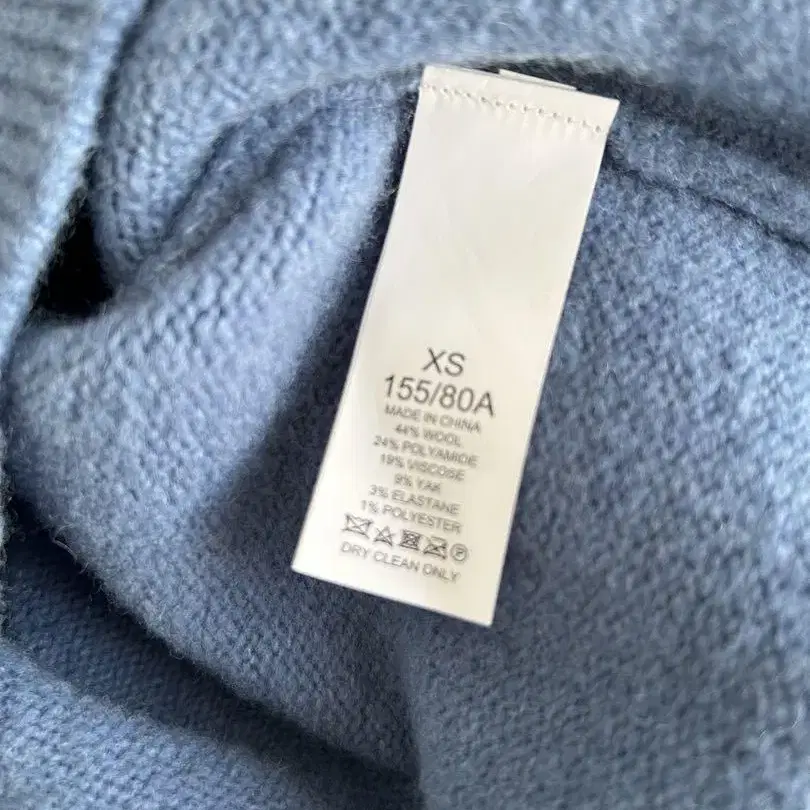 XS
155/80A
MADE IN CHINA
44% WOOL
24% POLYAMIDE
19% VISCOSE
9% YAK
3% ELASTANE
1% POLYESTER
P
DRY CLEAN ONLY